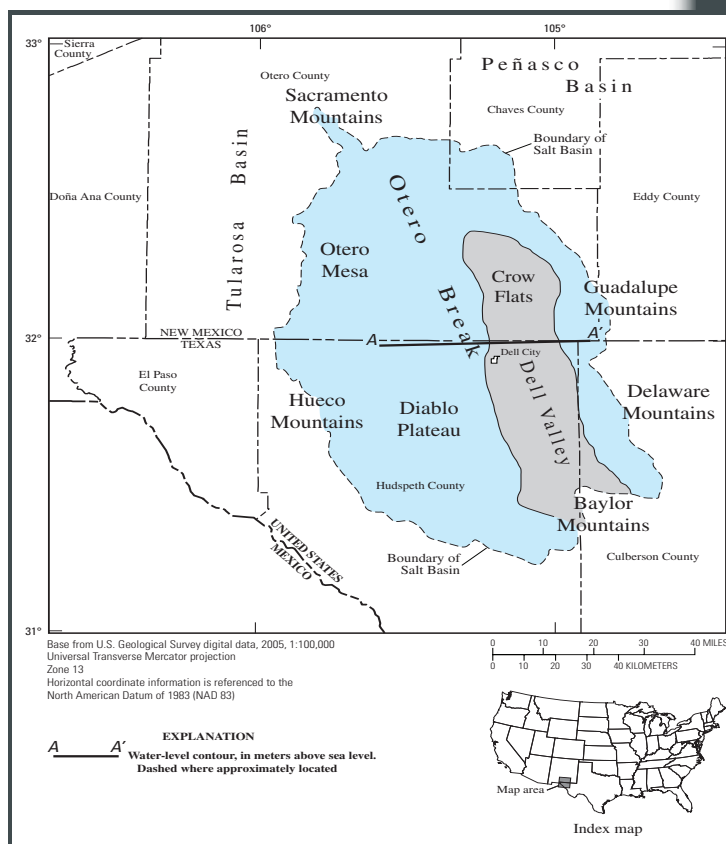 106°
105°
33°
Sierra
County
Otero County
Peñasco
Basin
Sacramento
Mountains
Chaves County
Boundary of
Salt Basin
Tularosa Basin
Otero Break
Doña Ana County
Eddy County
Otero
Mesa
Crow
Flats
Guadalupe
Mountains
32°
NEW MEXICO
TEXAS
A
A′
Dell City
El Paso
County
Dell Valley
Hueco
Mountains
Diablo
Plateau
Delaware
Mountains
Hudspeth County
Baylor
Mountains
UNITED STATES
MEXICO
Boundary of
Salt Basin
Culberson County
31°
Base from U.S. Geological Survey digital data, 2005, 1:100,000
Universal Transverse Mercator projection
Zone 13
Horizontal coordinate information is referenced to the
North American Datum of 1983 (NAD 83)
0 10 20 30 40 MILES
0 10 20 30 40 KILOMETERS
EXPLANATION
A A′ Water-level contour, in meters above sea level.
Dashed where approximately located
Map area
Index map